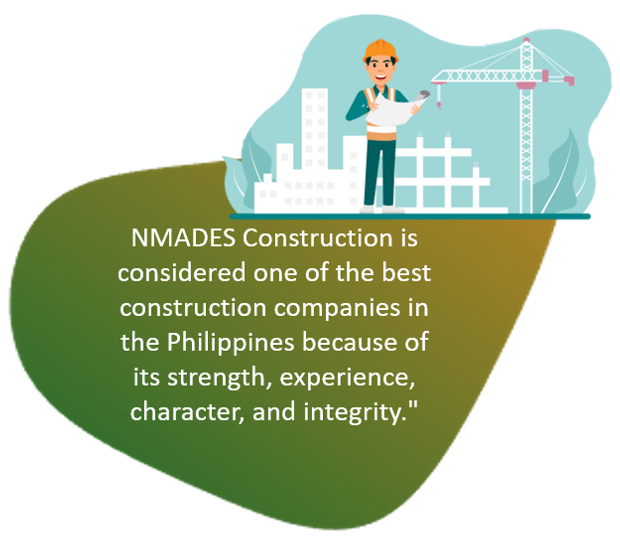 NMADES Construction is
considered one of the best
construction companies in
the Philippines because of
its strength, experience,
character, and integrity."